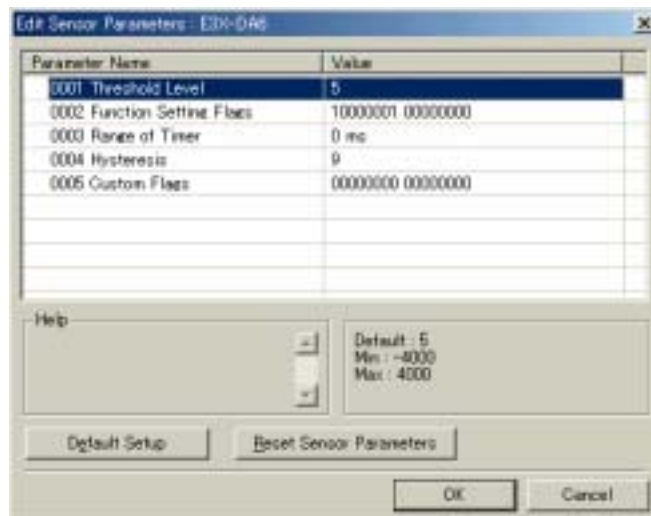 Edit Sensor Parameters : E3X-DA6
Parameter Name Value
0001 Threshold Level 5
0002 Function Setting Flags 10000001 00000000
0003 Range of Timer 0 ms
0004 Hysteresis 9
0005 Custom Flags 00000000 00000000
Help
Default : 5
Min : -4000
Max : 4000
Default Setup Reset Sensor Parameters
OK Cancel